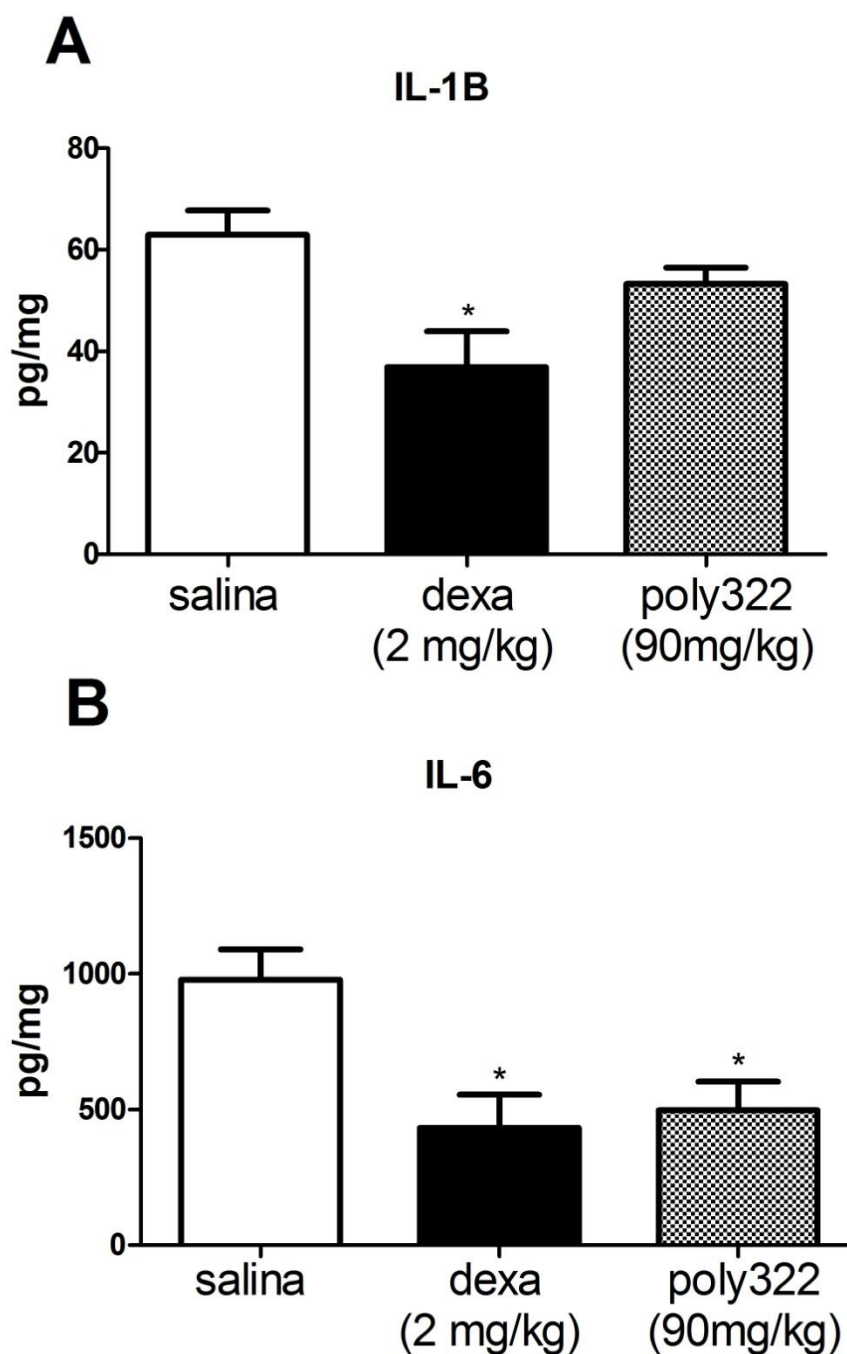 A
IL-1B
80
60
40
20
0
pg/mg
*
salina
dexa
(2 mg/kg)
poly322
(90mg/kg)
B
IL-6
1500
1000
500
0
pg/mg
*
*
salina
dexa
(2 mg/kg)
poly322
(90mg/kg)